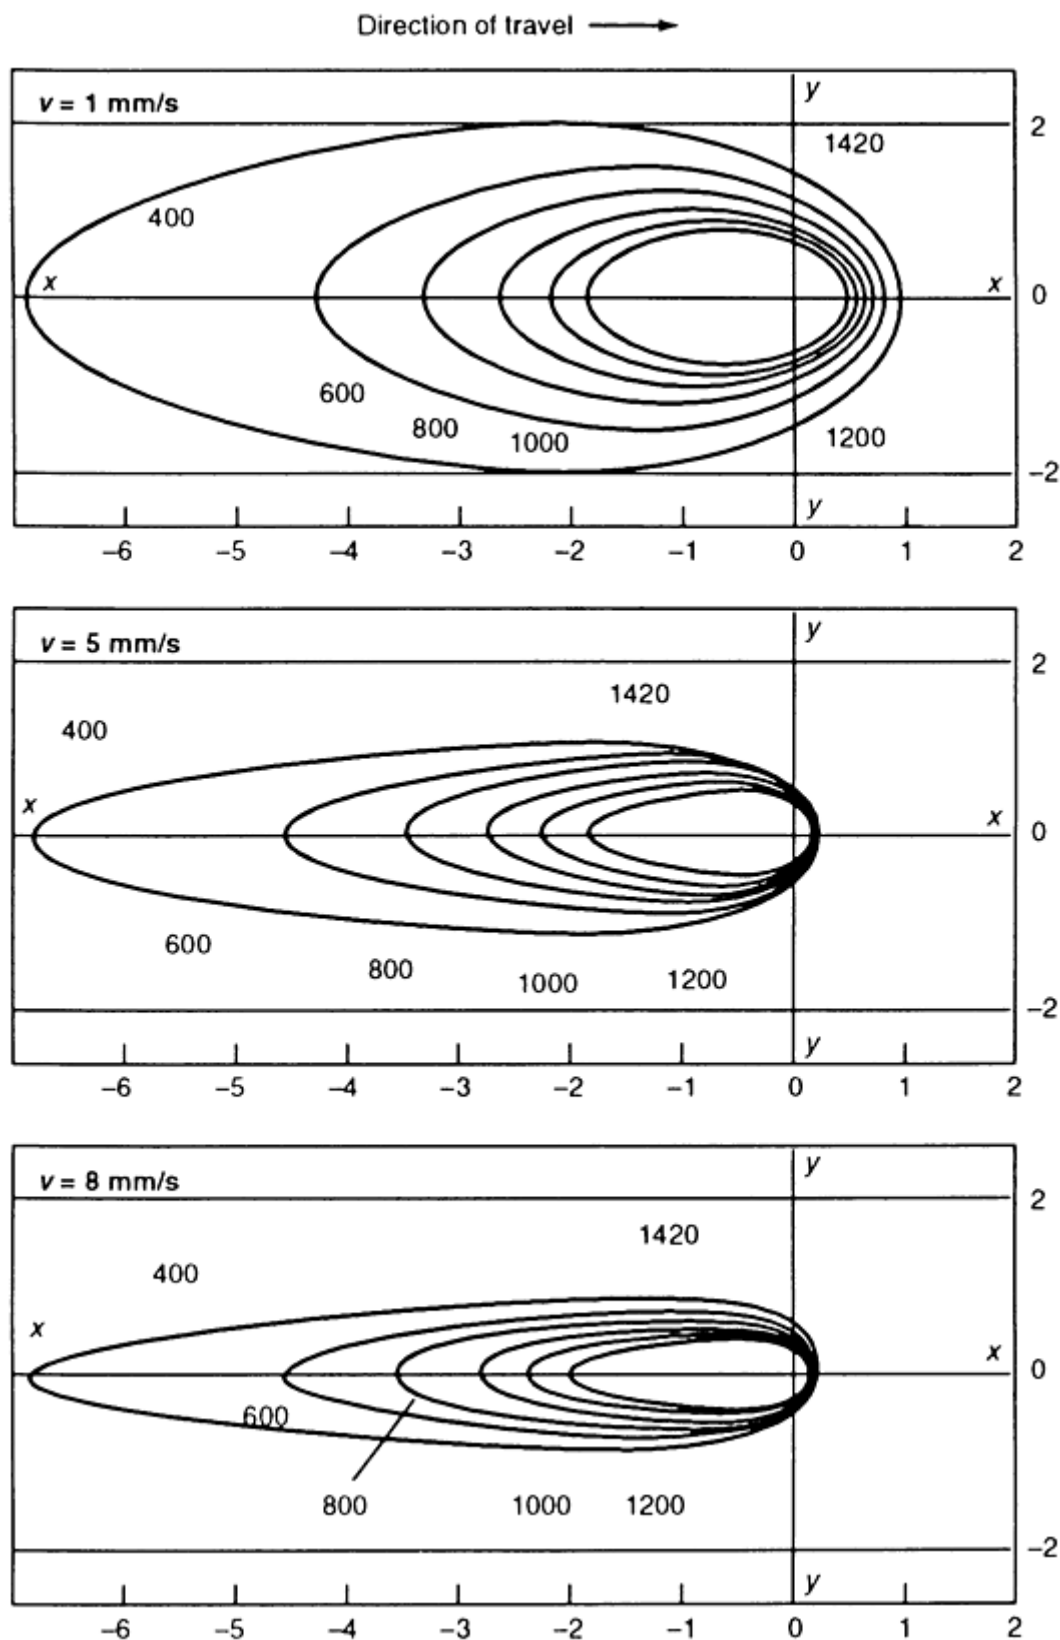 Direction of travel
v = 1 mm/s
y
2
1420
400
x
x
0
600
800
1000
1200
y
−2
−6 −5 −4 −3 −2 −1 0 1 2
v = 5 mm/s
y
2
1420
400
x
x
0
600
800
1000
1200
y
−2
−6 −5 −4 −3 −2 −1 0 1 2
v = 8 mm/s
y
2
1420
400
x
x
0
600
800
1000
1200
y
−2
−6 −5 −4 −3 −2 −1 0 1 2